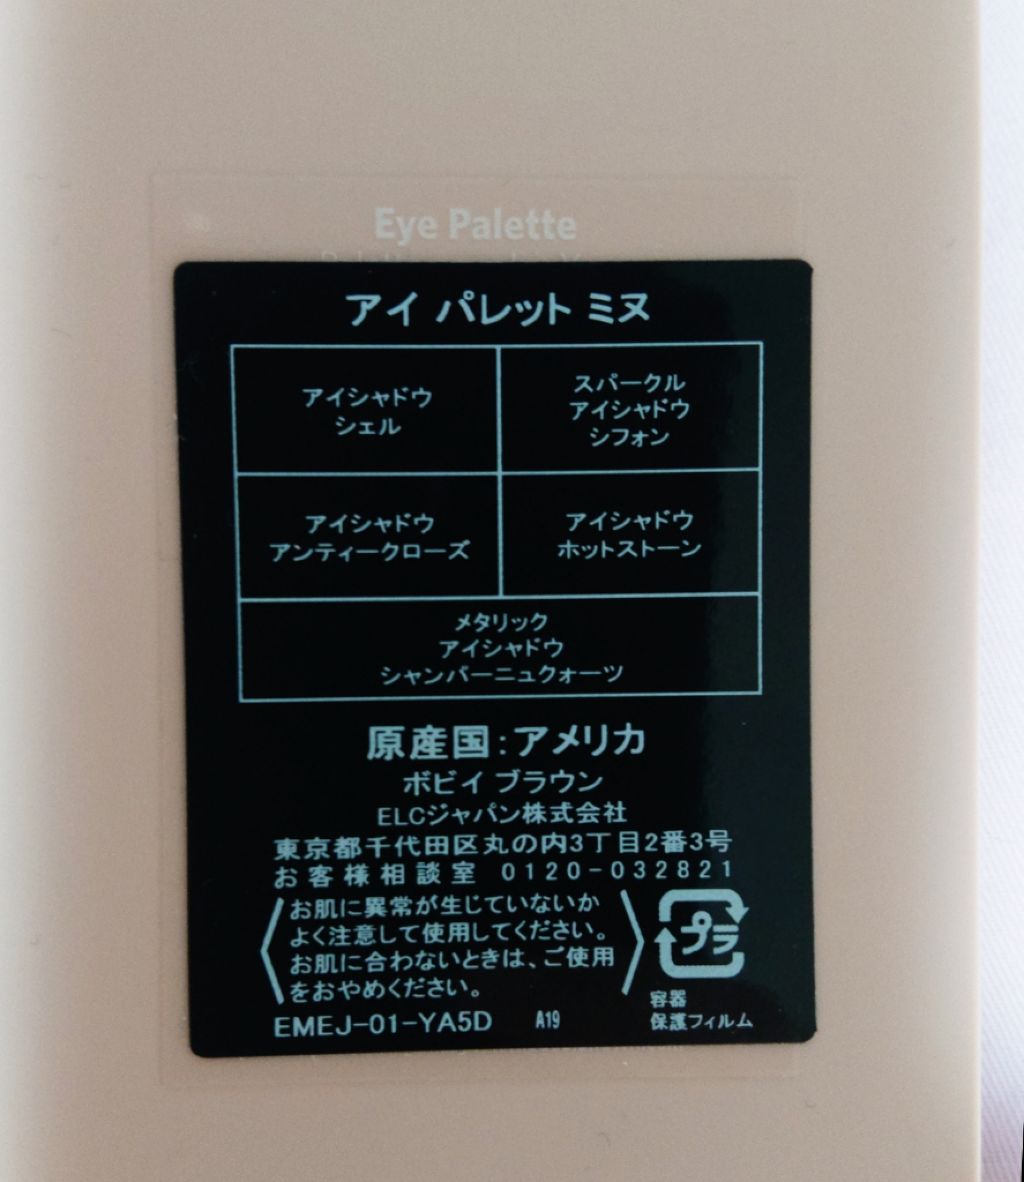 Eye Palette
アイ パレット ミヌ
アイシャドウ
シェル
スパークル
アイシャドウ
シフォン
アイシャドウ
アンティークローズ
アイシャドウ
ホットストーン
メタリック
アイシャドウ
シャンパーニュクォーツ
原産国:アメリカ
ボビイ ブラウン
ELCジャパン株式会社
東京都千代田区丸の内3丁目2番3号
お客様相談室 0120-032821
お肌に異常が生じていないか
よく注意して使用してください。
お肌に合わないときは、ご使用
をおやめください。
プラ
容器
保護フィルム
EMEJ-01-YA5D A19